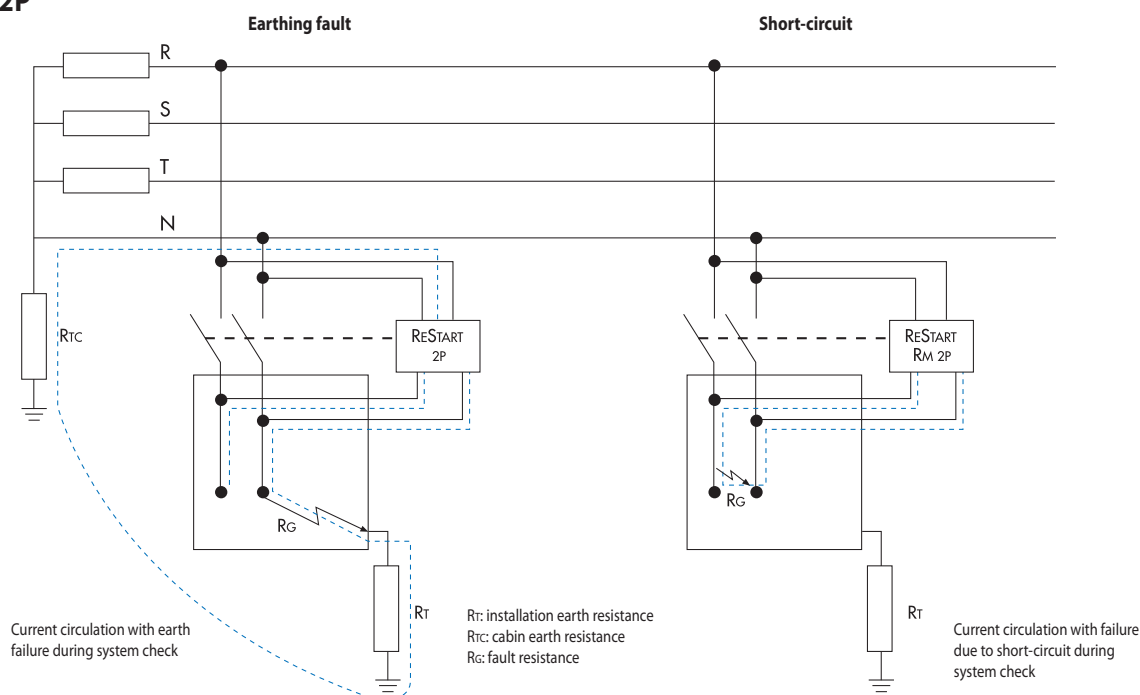 2P
Earthing fault
Short-circuit
R
S
T
N
RTC
RESTART
2P
RESTART
RM 2P
RG
RG
RT
RT
Current circulation with earth
failure during system check
RT: installation earth resistance
RTC: cabin earth resistance
RG: fault resistance
Current circulation with failure
due to short-circuit during
system check